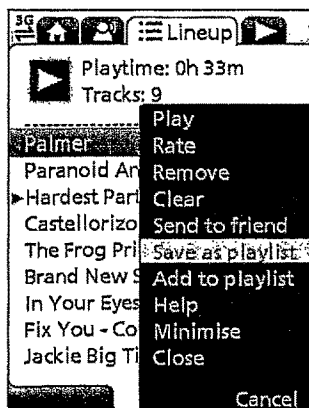 3G
Lineup
Playtime: 0h 33m
Tracks: 9
Palmer
Paranoid An
Hardest Part
Castellorizo
The Frog Pri
Brand New S
In Your Eyes
Fix You - Co
Jackie Big Ti
Play
Rate
Remove
Clear
Send to friend
Save as playlist
Add to playlist
Help
Minimise
Close
Cancel